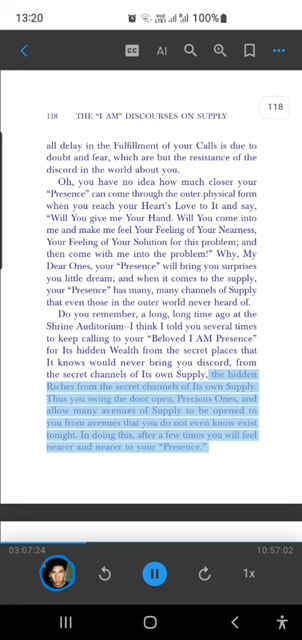 13:20
100%
CC
AI
118
118 THE “I AM” DISCOURSES ON SUPPLY
all delay in the Fulfillment of your Calls is due to
doubt and fear, which are but the resistance of the
discord in the world about you.
Oh, you have no idea how much closer your
“Presence” can come through the outer physical form
when you reach your Heart’s Love to It and say,
“Will You give me Your Hand. Will You come into
me and make me feel Your Feeling of Your Nearness,
Your Feeling of Your Solution for this problem; and
then come with me into the problem!” Why, My
Dear Ones, your “Presence” will bring you surprises
you little dream; and when it comes to the supply,
your “Presence” has many, many channels of Supply
that even those in the outer world never heard of.
Do you remember, a long, long time ago at the
Shrine Auditorium–I think I told you several times
to keep calling to your “Beloved I AM Presence”
for Its hidden Wealth from the secret places that
It knows would never bring you discord, from
the secret channels of Its own Supply, the hidden
Riches from the secret channels of Its own Supply.
Thus you swing the door open, Precious Ones, and
allow many avenues of Supply to be opened to
you from avenues that you do not even know exist
tonight. In doing this, after a few times you will feel
nearer and nearer to your “Presence.”
03:07:24 10:57:02
1x